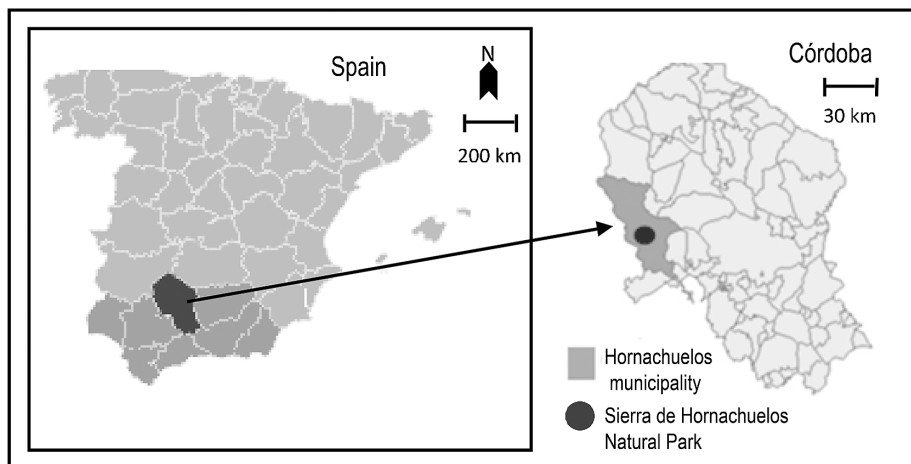 Spain
N
200 km
Córdoba
30 km
Hornachuelos
municipality
Sierra de Hornachuelos
Natural Park